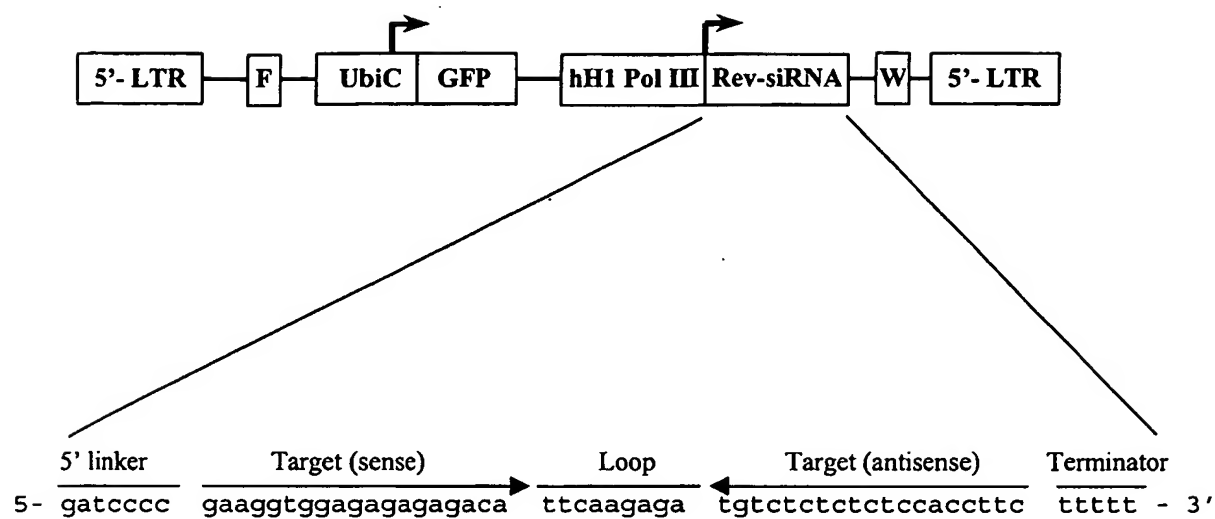 5'- LTR F UbiC GFP hH1 Pol III Rev-siRNA W 5'- LTR
5' linker Target (sense) Loop Target (antisense) Terminator
5- gatcccc gaaggtggagagagagaca ttcaagaga tgtctctctctccaccttc ttttt - 3'